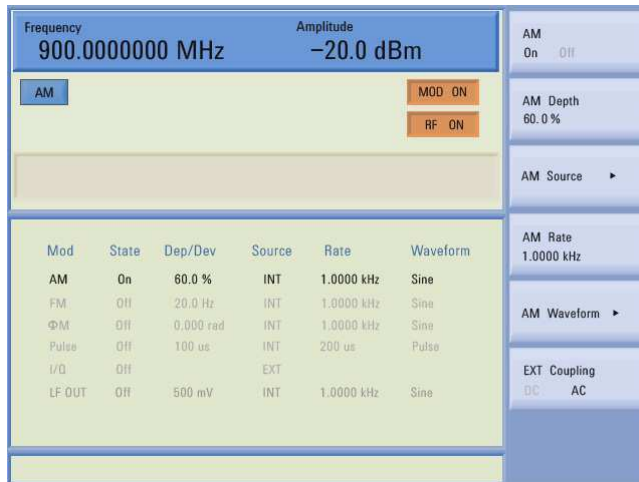 Frequency Amplitude
900.0000000 MHz −20.0 dBm
AM
MOD ON
RF ON
Mod State Dep/Dev Source Rate Waveform
AM On 60.0 % INT 1.0000 kHz Sine
FM Off 20.0 Hz INT 1.0000 kHz Sine
ΦM Off 0.000 rad INT 1.0000 kHz Sine
Pulse Off 100 us INT 200 us Pulse
I/Q Off EXT
LF OUT Off 500 mV INT 1.0000 kHz Sine
AM
On Off
AM Depth
60.0 %
AM Source ▸
AM Rate
1.0000 kHz
AM Waveform ▸
EXT Coupling
DC AC